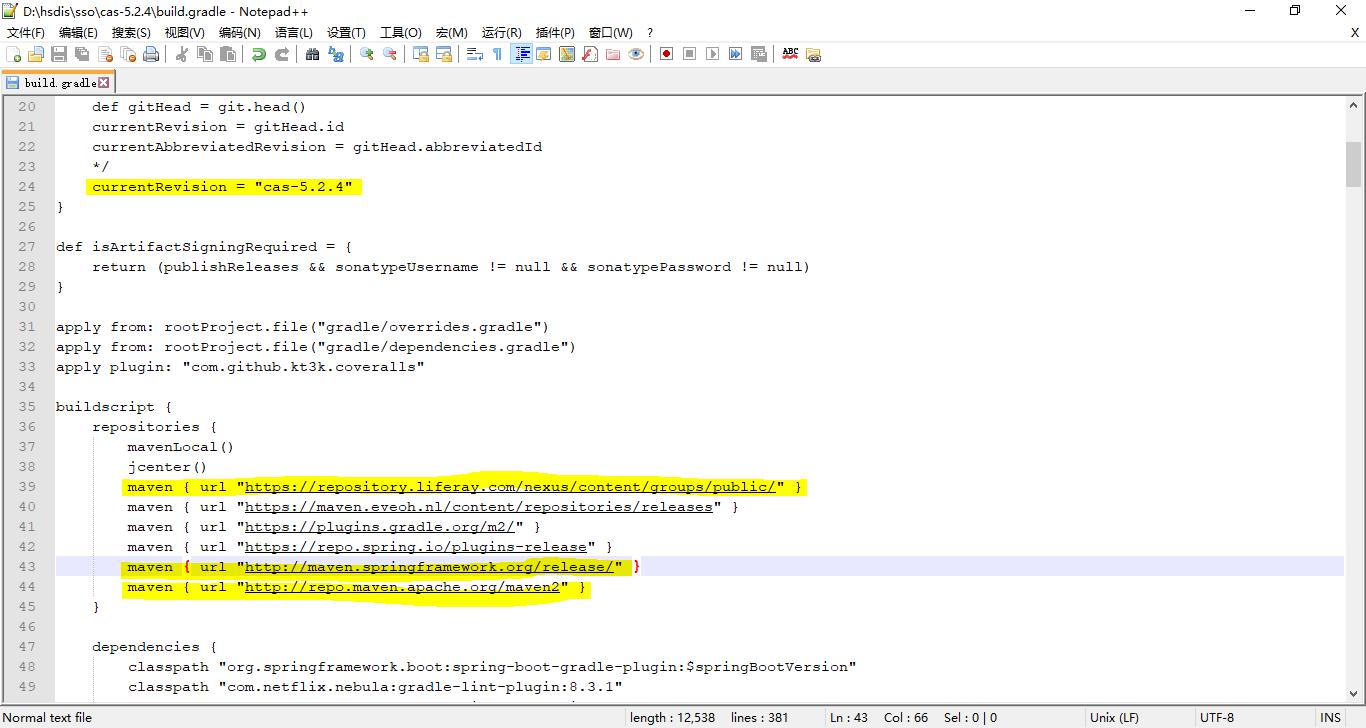 D:\hsdis\sso\cas-5.2.4\build.gradle - Notepad++
文件(F) 编辑(E) 搜索(S) 视图(V) 编码(N) 语言(L) 设置(T) 工具(O) 宏(M) 运行(R) 插件(P) 窗口(W) ? X
ABC
build.gradle
20 def gitHead = git.head()
21 currentRevision = gitHead.id
22 currentAbbreviatedRevision = gitHead.abbreviatedId
23 */
24 currentRevision = "cas-5.2.4"
25 }
26
27 def isArtifactSigningRequired = {
28 return (publishReleases && sonatypeUsername != null && sonatypePassword != null)
29 }
30
31 apply from: rootProject.file("gradle/overrides.gradle")
32 apply from: rootProject.file("gradle/dependencies.gradle")
33 apply plugin: "com.github.kt3k.coveralls"
34
35 buildscript {
36 repositories {
37 mavenLocal()
38 jcenter()
39 maven { url "https://repository.liferay.com/nexus/content/groups/public/" }
40 maven { url "https://maven.eveoh.nl/content/repositories/releases" }
41 maven { url "https://plugins.gradle.org/m2/" }
42 maven { url "https://repo.spring.io/plugins-release" }
43 maven { url "http://maven.springframework.org/release/" }
44 maven { url "http://repo.maven.apache.org/maven2" }
45 }
46
47 dependencies {
48 classpath "org.springframework.boot:spring-boot-gradle-plugin:$springBootVersion"
49 classpath "com.netflix.nebula:gradle-lint-plugin:8.3.1"
Normal text file length : 12,538 lines : 381 Ln : 43 Col : 66 Sel : 0 | 0 Unix (LF) UTF-8 INS